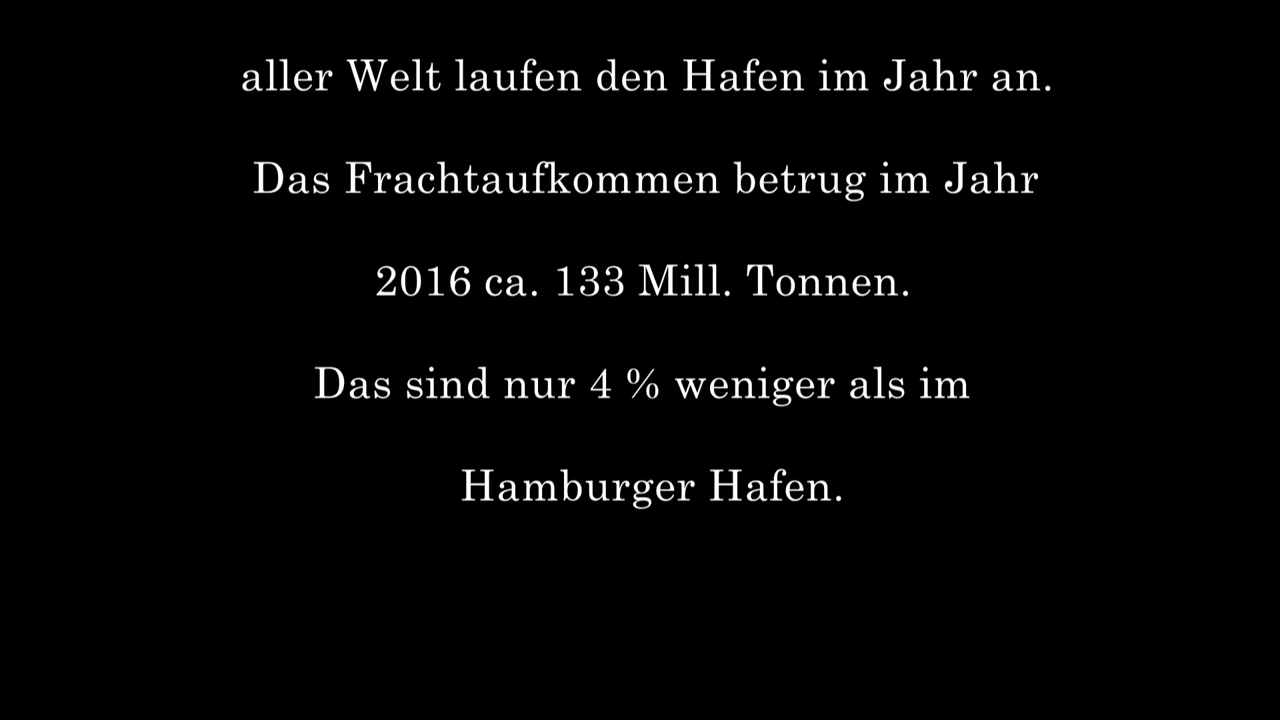 aller Welt laufen den Hafen im Jahr an.
Das Frachtaufkommen betrug im Jahr
2016 ca. 133 Mill. Tonnen.
Das sind nur 4 % weniger als im
Hamburger Hafen.